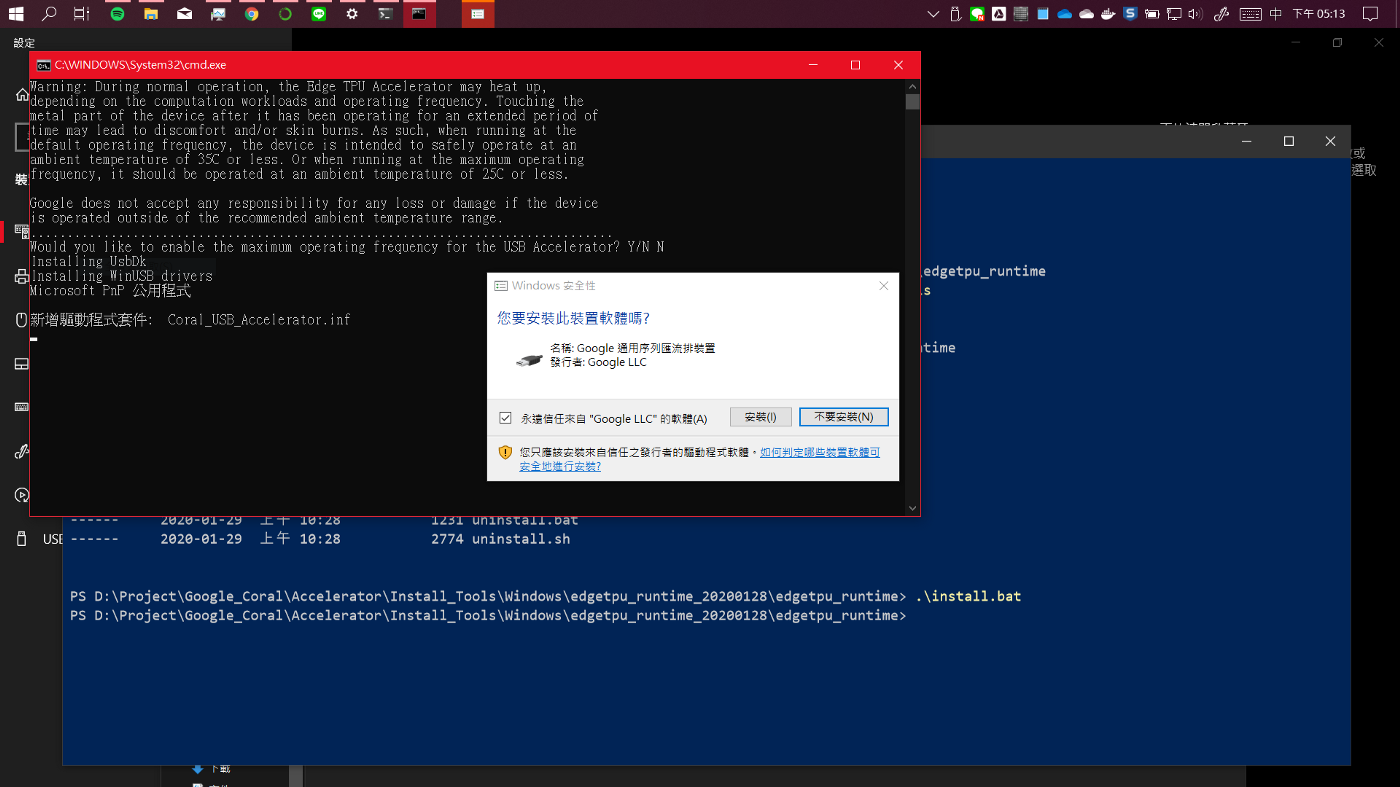 下午 05:13
中
設定
C:\WINDOWS\System32\cmd.exe
Warning: During normal operation, the Edge TPU Accelerator may heat up,
depending on the computation workloads and operating frequency. Touching the
metal part of the device after it has been operating for an extended period of
time may lead to discomfort and/or skin burns. As such, when running at the
default operating frequency, the device is intended to safely operate at an
ambient temperature of 35C or less. Or when running at the maximum operating
frequency, it should be operated at an ambient temperature of 25C or less.
Google does not accept any responsibility for any loss or damage if the device
is operated outside of the recommended ambient temperature range.
................................................................................
Would you like to enable the maximum operating frequency for the USB Accelerator? Y/N N
Installing UsbDk
Installing WinUSB drivers
Microsoft PnP 公用程式
新增驅動程式套件: Coral_USB_Accelerator.inf
Windows 安全性
您要安裝此裝置軟體嗎?
名稱: Google 通用序列匯流排裝置
發行者: Google LLC
永遠信任來自 "Google LLC" 的軟體(A)
安裝(I)
不要安裝(N)
您只應該安裝來自信任之發行者的驅動程式軟體。如何判定哪些裝置軟體可
安全地進行安裝?
或
選取
edgetpu_runtime
s
time
------ 2020-01-29 上午 10:28 1231 uninstall.bat
------ 2020-01-29 上午 10:28 2774 uninstall.sh
USB
PS D:\Project\Google_Coral\Accelerator\Install_Tools\Windows\edgetpu_runtime_20200128\edgetpu_runtime> .\install.bat
PS D:\Project\Google_Coral\Accelerator\Install_Tools\Windows\edgetpu_runtime_20200128\edgetpu_runtime>
下載